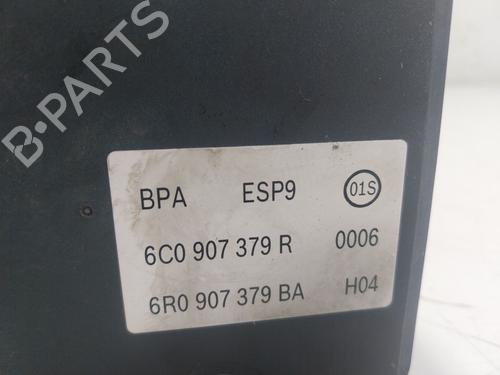 B-PARTS
BPA ESP9 01S
6C0 907 379 R 0006
6R0 907 379 BA H04